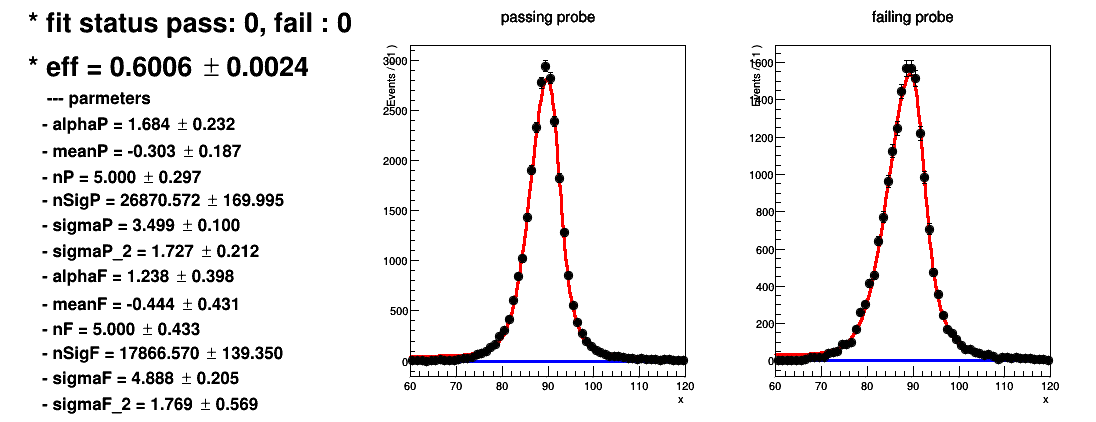 * fit status pass: 0, fail : 0
* eff = 0.6006 ± 0.0024
--- parmeters
- alphaP = 1.684 ± 0.232
- meanP = -0.303 ± 0.187
- nP = 5.000 ± 0.297
- nSigP = 26870.572 ± 169.995
- sigmaP = 3.499 ± 0.100
- sigmaP_2 = 1.727 ± 0.212
- alphaF = 1.238 ± 0.398
- meanF = -0.444 ± 0.431
- nF = 5.000 ± 0.433
- nSigF = 17866.570 ± 139.350
- sigmaF = 4.888 ± 0.205
- sigmaF_2 = 1.769 ± 0.569
passing probe
Events / ( 1 )
3000
2500
2000
1500
1000
500
0
60 70 80 90 100 110 120
x
failing probe
Events / ( 1 )
1600
1400
1200
1000
800
600
400
200
0
60 70 80 90 100 110 120
x